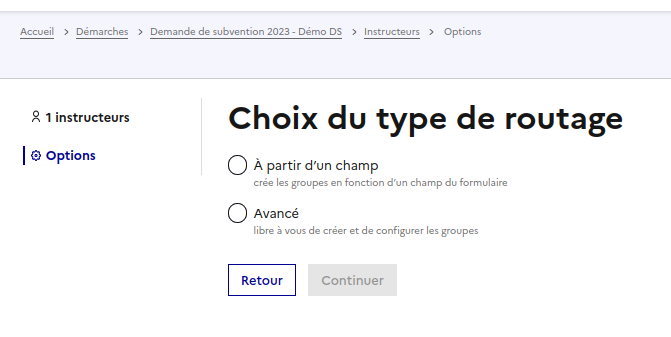 Accueil > Démarches > Demande de subvention 2023 - Démo DS > Instructeurs > Options
1 instructeurs
Options
Choix du type de routage
À partir d’un champ
crée les groupes en fonction d’un champ du formulaire
Avancé
libre à vous de créer et de configurer les groupes
Retour
Continuer